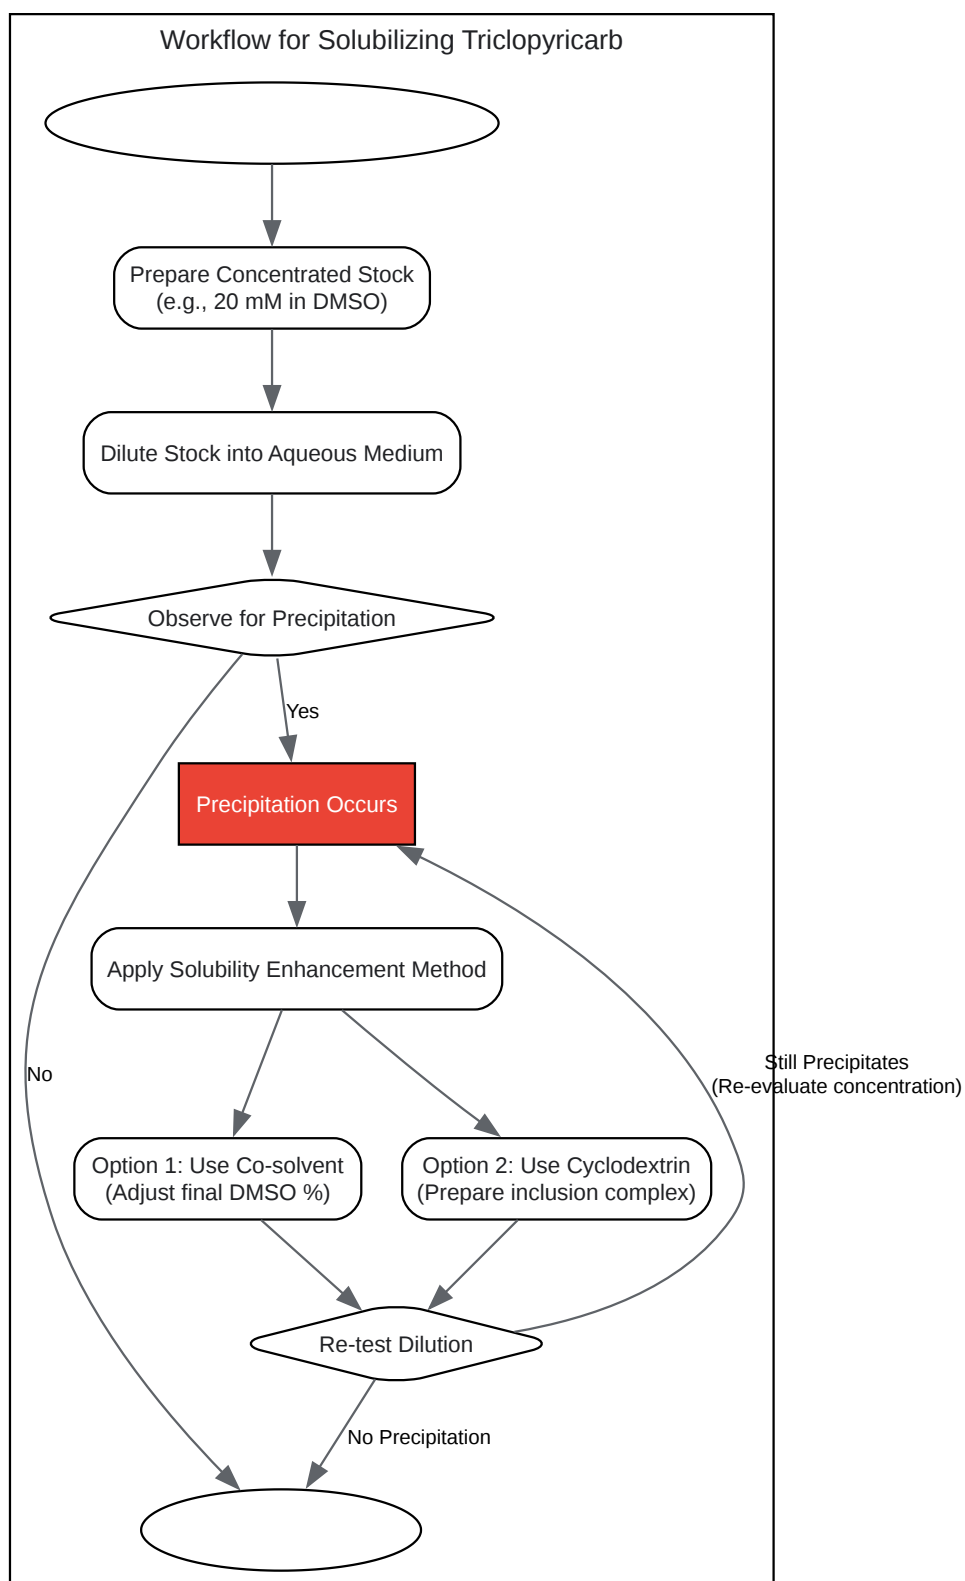 Workflow for Solubilizing Triclopyricarb
Prepare Concentrated Stock
(e.g., 20 mM in DMSO)
Dilute Stock into Aqueous Medium
Observe for Precipitation
Yes
Precipitation Occurs
Apply Solubility Enhancement Method
No
Still Precipitates
(Re-evaluate concentration)
Option 1: Use Co-solvent
(Adjust final DMSO %)
Option 2: Use Cyclodextrin
(Prepare inclusion complex)
Re-test Dilution
No Precipitation